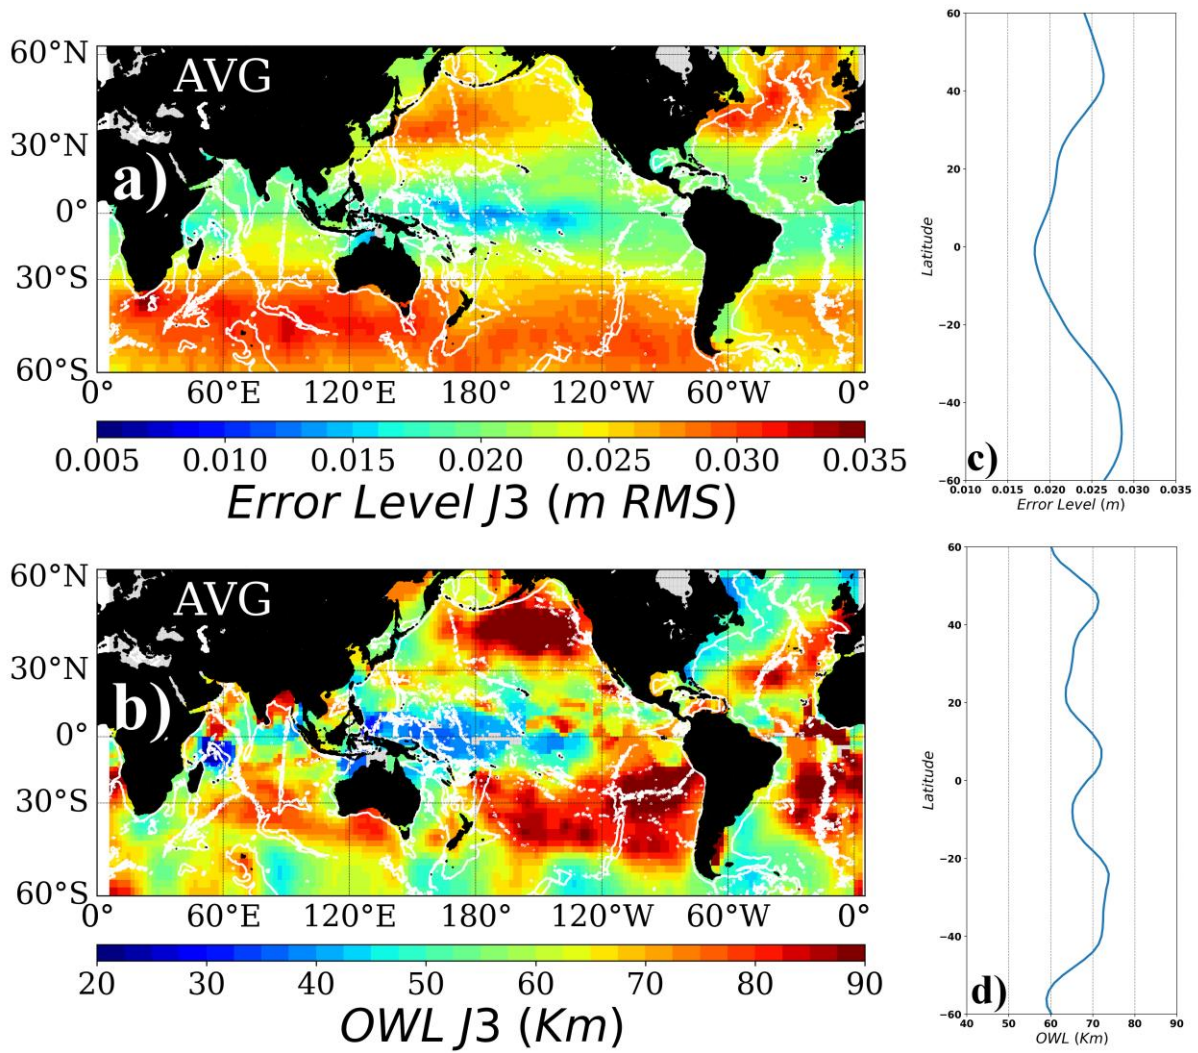 AVG
a)
60°N
30°N
0°
30°S
60°S
0° 60°E 120°E 180° 120°W 60°W 0°
0.005 0.010 0.015 0.020 0.025 0.030 0.035
Error Level J3 (m RMS)
60
40
20
0
−20
−40
−60
Latitude
c)
0.010 0.015 0.020 0.025 0.030 0.035
Error Level (m)
AVG
b)
60°N
30°N
0°
30°S
60°S
0° 60°E 120°E 180° 120°W 60°W 0°
20 30 40 50 60 70 80 90
OWL J3 (Km)
60
40
20
0
−20
−40
−60
Latitude
d)
40 50 60 70 80 90
OWL (Km)